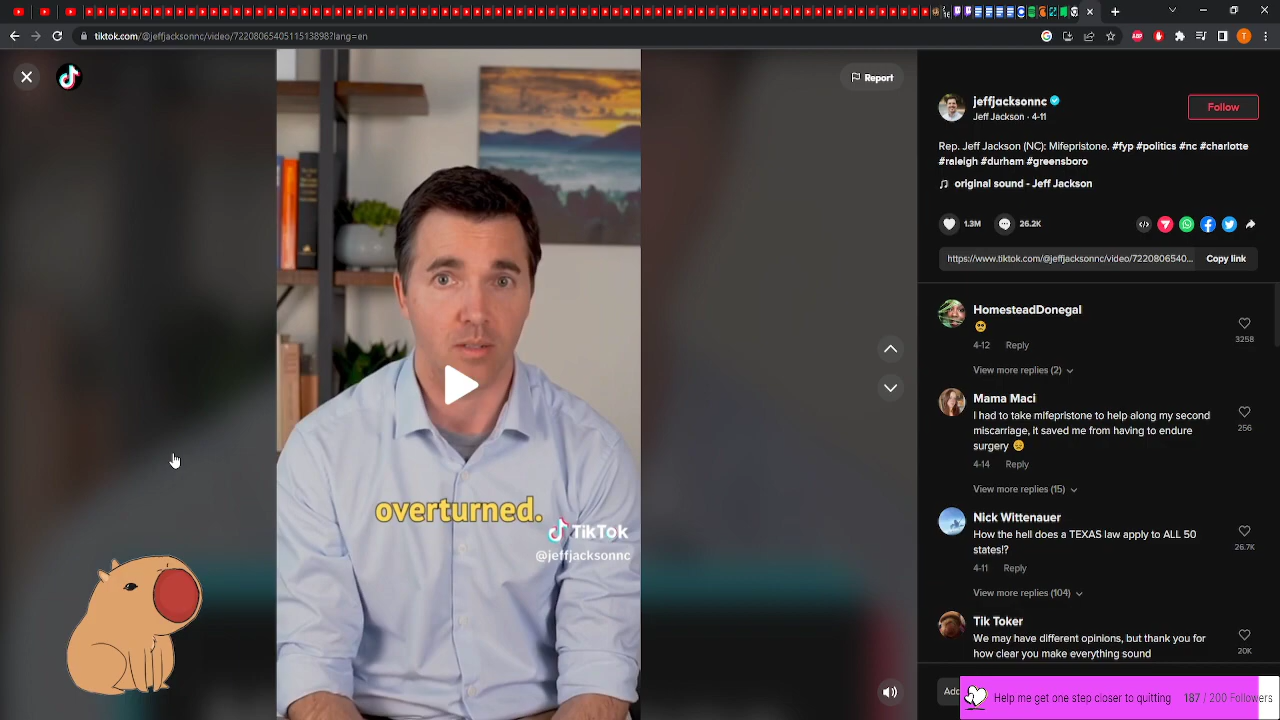 tiktok.com/@jeffjacksonnc/video/7220806540511513898?lang=en
T
Report
jeffjacksonnc
Jeff Jackson · 4-11
Follow
Rep. Jeff Jackson (NC): Mifepristone. #fyp #politics #nc #charlotte
#raleigh #durham #greensboro
original sound - Jeff Jackson
1.3M
26.2K
https://www.tiktok.com/@jeffjacksonnc/video/7220806540...
Copy link
HomesteadDonegal
🥺
4-12 Reply
3258
View more replies (2)
Mama Maci
I had to take mifepristone to help along my second
miscarriage, it saved me from having to endure
surgery 🥺
256
4-14 Reply
View more replies (15)
Nick Wittenauer
How the hell does a TEXAS law apply to ALL 50
states!?
26.7K
4-11 Reply
View more replies (104)
Tik Toker
We may have different opinions, but thank you for
how clearly you make everything sound
20K
overturned.
TikTok
@jeffjacksonnc
Add
Help me get one step closer to quitting 187 / 200 Followers